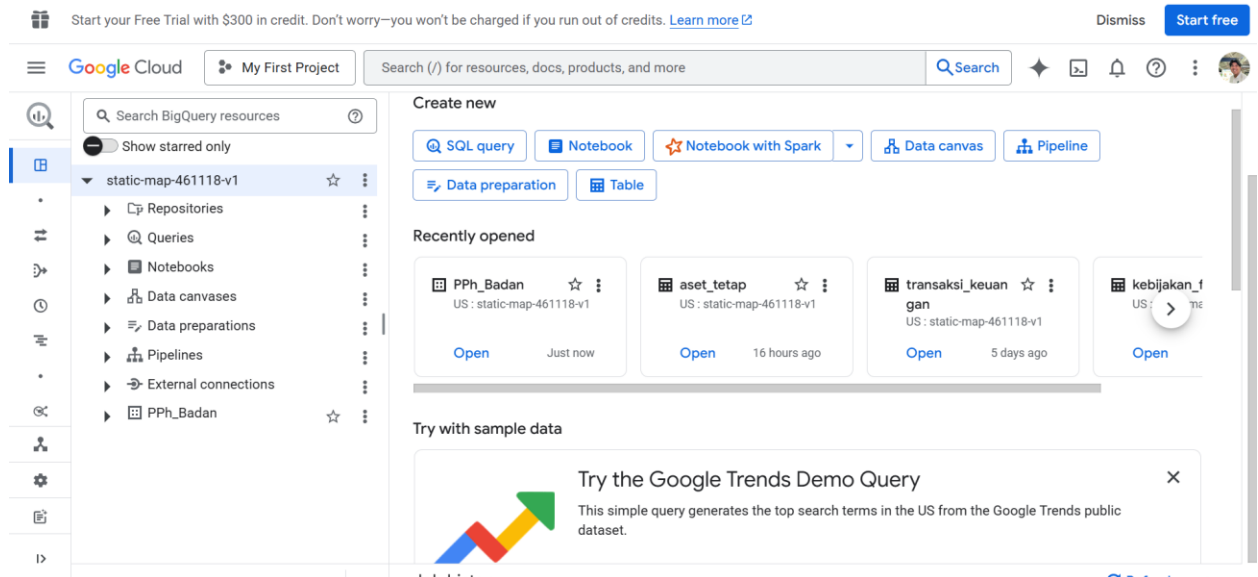 Start your Free Trial with $300 in credit. Don't worry—you won't be charged if you run out of credits. Learn more
Dismiss
Start free
Google Cloud
My First Project
Search (/) for resources, docs, products, and more
Search
Search BigQuery resources
Show starred only
static-map-461118-v1
Repositories
Queries
Notebooks
Data canvases
Data preparations
Pipelines
External connections
PPh_Badan
Create new
SQL query
Notebook
Notebook with Spark
Data canvas
Pipeline
Data preparation
Table
Recently opened
PPh_Badan
US : static-map-461118-v1
Open
Just now
aset_tetap
US : static-map-461118-v1
Open
16 hours ago
transaksi_keuan
gan
US : static-map-461118-v1
Open
5 days ago
kebijakan_f
US
Open
Try with sample data
Try the Google Trends Demo Query
This simple query generates the top search terms in the US from the Google Trends public
dataset.